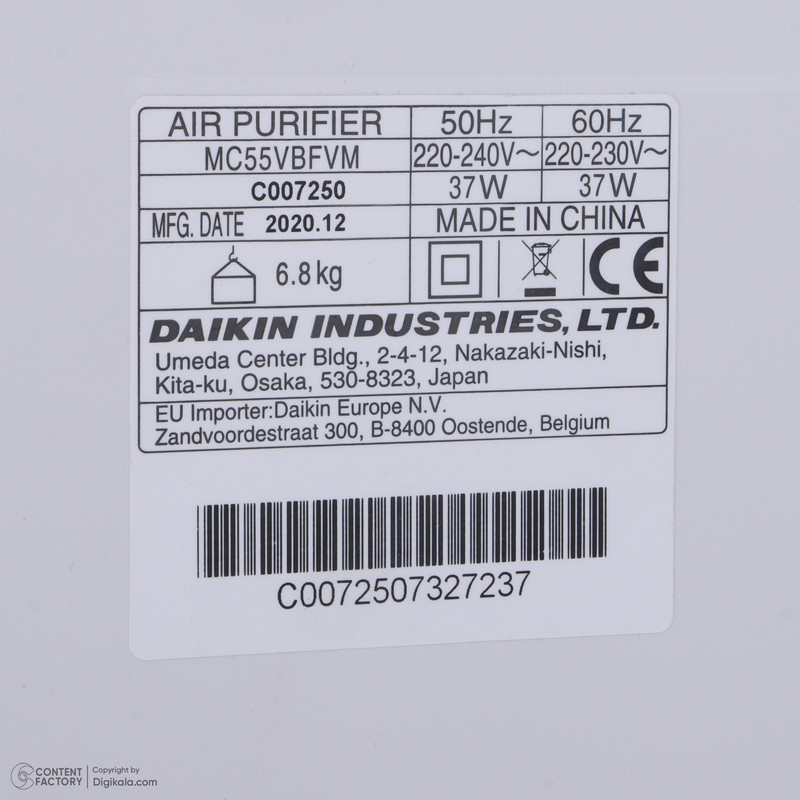 AIR PURIFIER 50Hz 60Hz
MC55VBFVM 220-240V~ 220-230V~
C007250 37W 37W
MFG. DATE 2020.12 MADE IN CHINA
6.8kg CE
DAIKIN INDUSTRIES, LTD.
Umeda Center Bldg., 2-4-12, Nakazaki-Nishi,
Kita-ku, Osaka, 530-8323, Japan
EU Importer:Daikin Europe N.V.
Zandvoordestraat 300, B-8400 Oostende, Belgium
C0072507327237
CONTENT FACTORY
Copyright by
Digikala.com